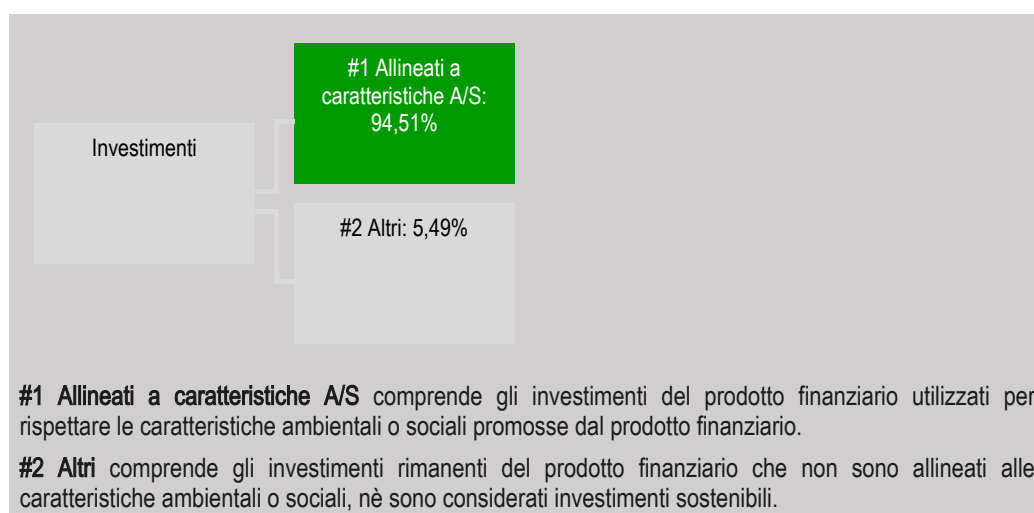 #1 Allineati a
caratteristiche A/S:
94,51%
Investimenti
#2 Altri: 5,49%
#1 Allineati a caratteristiche A/S comprende gli investimenti del prodotto finanziario utilizzati per
rispettare le caratteristiche ambientali o sociali promosse dal prodotto finanziario.
#2 Altri comprende gli investimenti rimanenti del prodotto finanziario che non sono allineati alle
caratteristiche ambientali o sociali, nè sono considerati investimenti sostenibili.